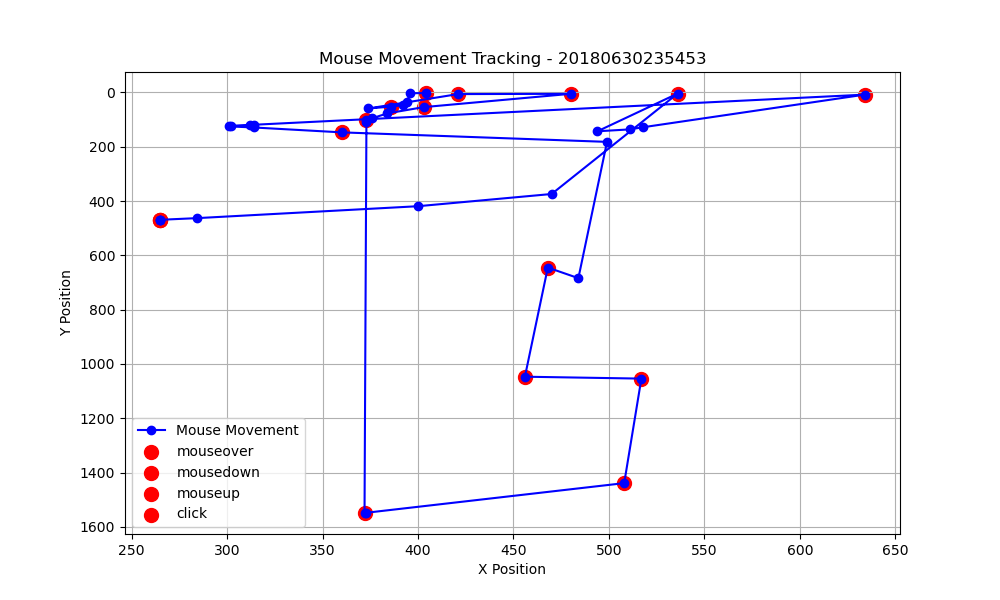 Mouse Movement Tracking - 20180630235453
0
200
400
600
800
1000
1200
1400
1600
Y Position
Mouse Movement
mouseover
mousedown
mouseup
click
250
300
350
400
450
500
550
600
650
X Position